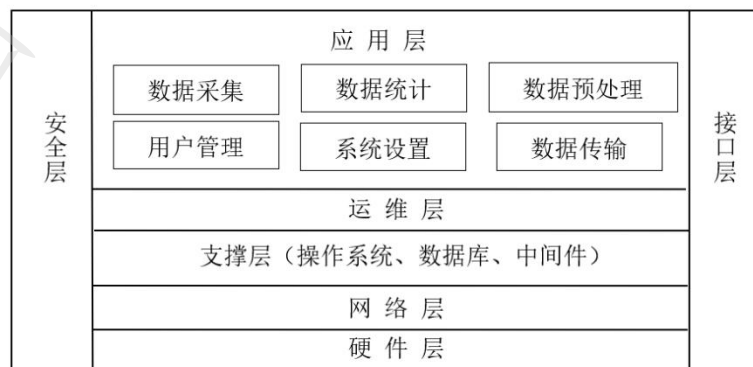 应用层
数据采集 数据统计 数据预处理
用户管理 系统设置 数据传输
安全层
接口层
运维层
支撑层（操作系统、数据库、中间件）
网络层
硬件层